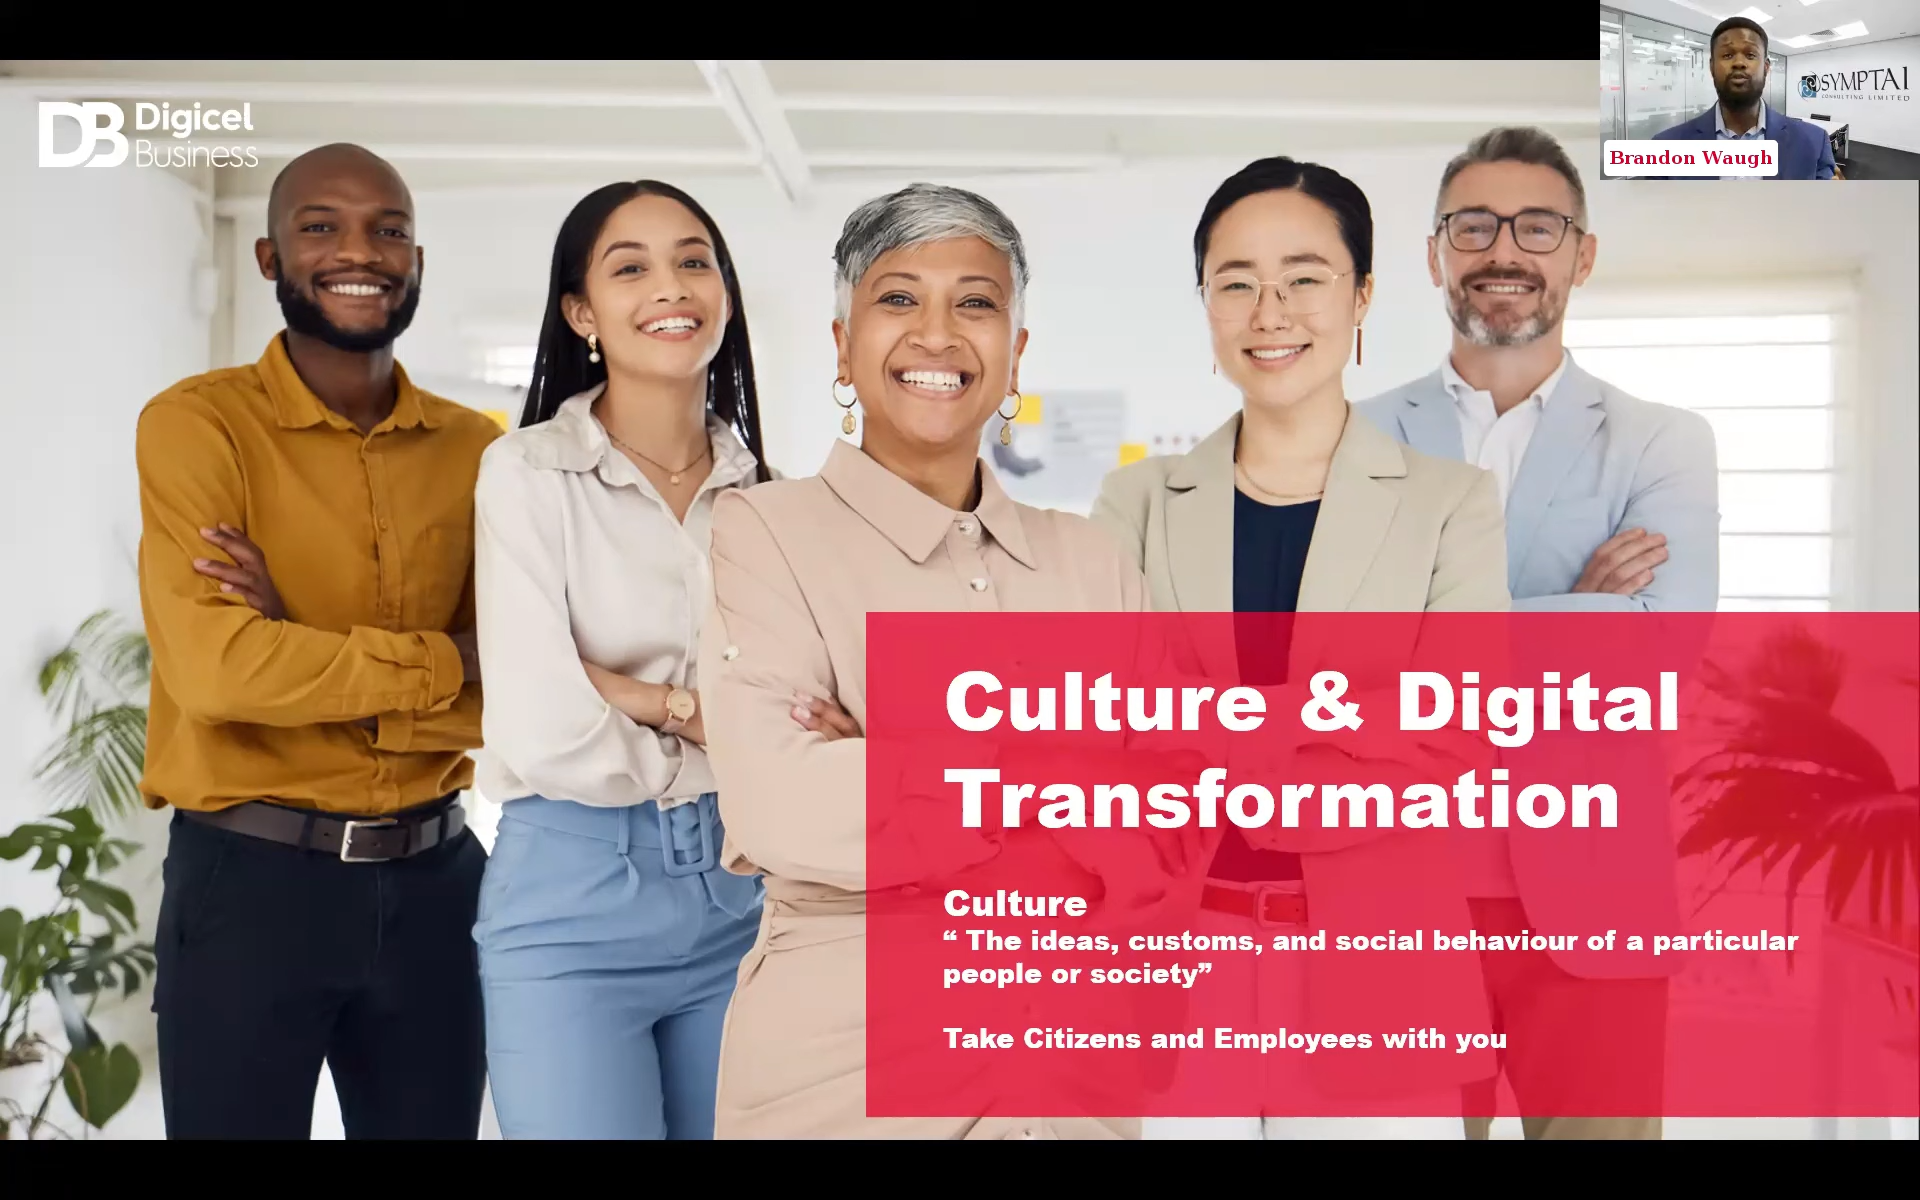 DB Digicel
Business
SYMPTAI
CONSULTING LIMITED
Brandon Waugh
Culture & Digital
Transformation
Culture
“ The ideas, customs, and social behaviour of a particular
people or society”
Take Citizens and Employees with you